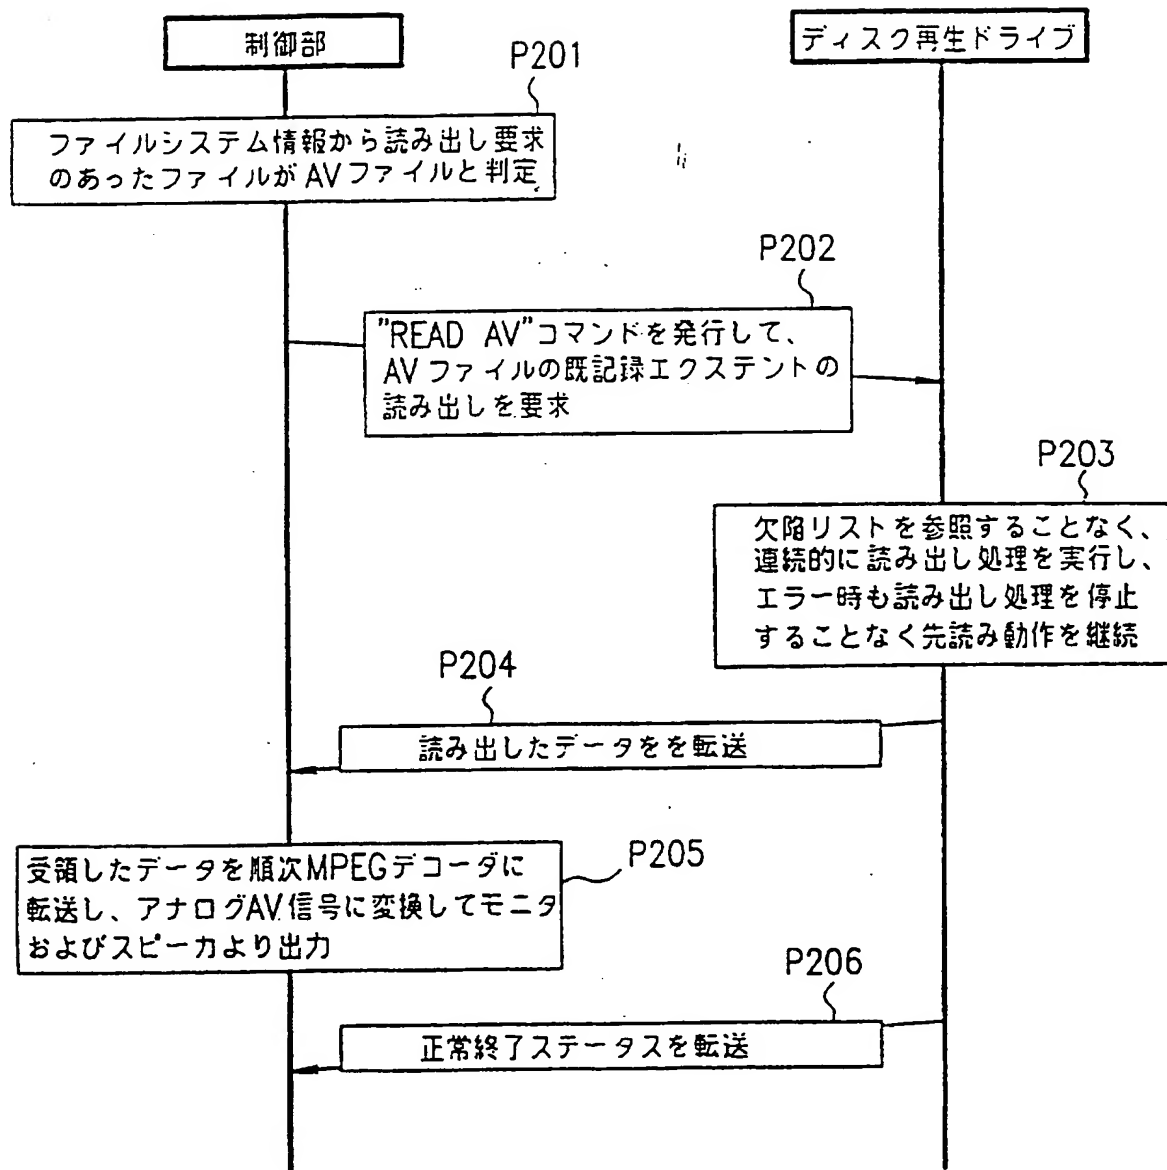 制御部
ディスク再生ドライブ
P201
ファイルシステム情報から読み出し要求
のあったファイルがAVファイルと判定
P202
"READ AV"コマンドを発行して、
AVファイルの既記録エクステントの
読み出しを要求
P203
欠陥リストを参照することなく、
連続的に読み出し処理を実行し、
エラー時も読み出し処理を停止
することなく先読み動作を継続
P204
読み出したデータをを転送
受領したデータを順次MPEGデコーダに
転送し、アナログAV信号に変換してモニタ
およびスピーカより出力
P205
P206
正常終了ステータスを転送